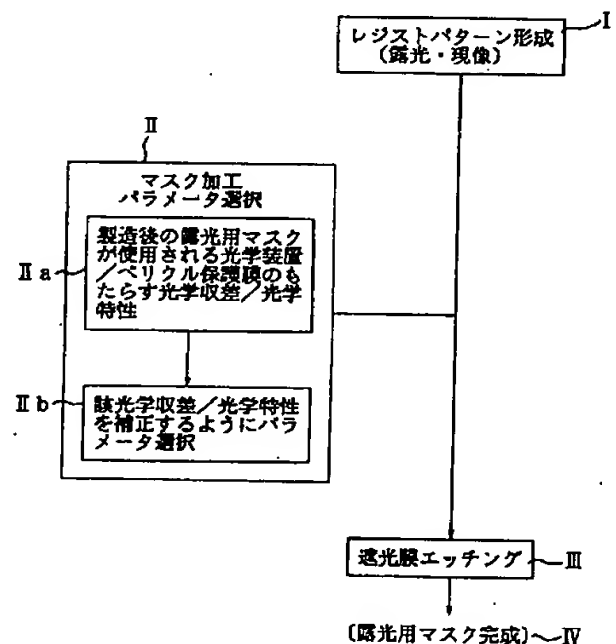 レジストパターン形成
(露光・現像)
I
II
マスク加工
パラメータ選択
製造後の露光用マスク
が使用される光学装置
/ペリクル保護膜のも
たらす光学収差/光学
特性
IIa
該光学収差/光学特性
を補正するようにパラ
メータ選択
IIb
遮光膜エッチング
III
[露光用マスク完成]
IV